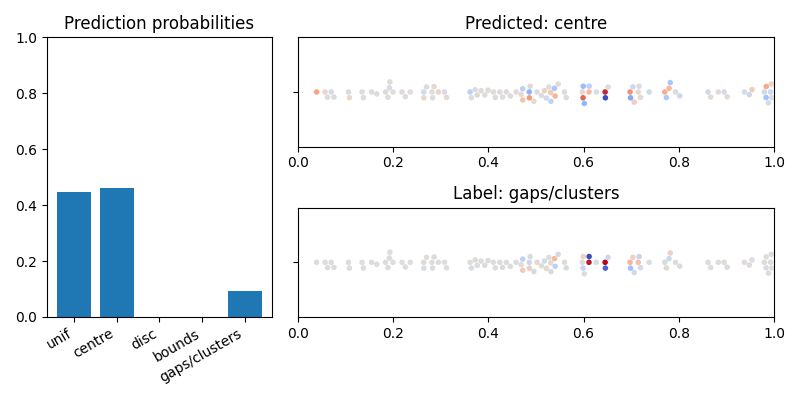 Prediction probabilities
1.0
0.8
0.6
0.4
0.2
0.0
unif
centre
disc
bounds
gaps/clusters
Predicted: centre
0.0 0.2 0.4 0.6 0.8 1.0
Label: gaps/clusters
0.0 0.2 0.4 0.6 0.8 1.0